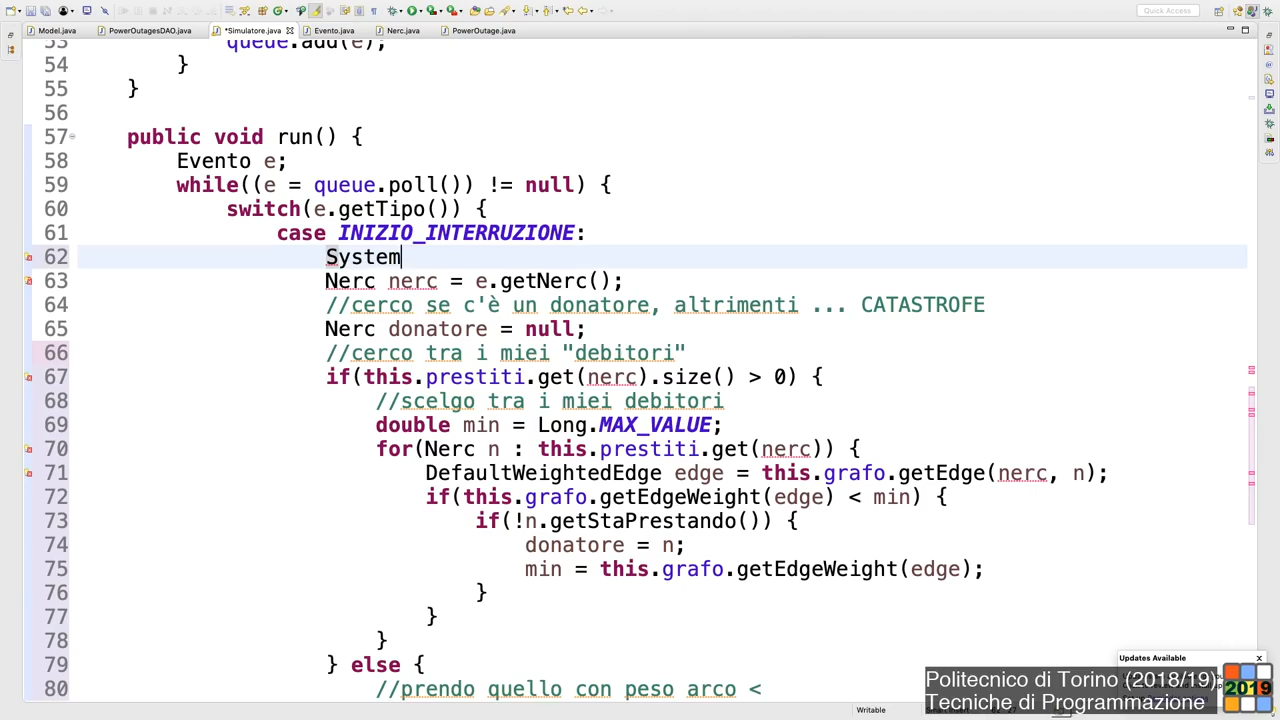 Quick Access
Model.java PowerOutagesDAO.java *Simulatore.java Evento.java Nerc.java PowerOutage.java
53 queue.add(e);
54 }
55 }
56
57 public void run() {
58 Evento e;
59 while((e = queue.poll()) != null) {
60 switch(e.getTipo()) {
61 case INIZIO_INTERRUZIONE:
62 System
63 Nerc nerc = e.getNerc();
64 //cerco se c'è un donatore, altrimenti ... CATASTROFE
65 Nerc donatore = null;
66 //cerco tra i miei "debitori"
67 if(this.prestiti.get(nerc).size() > 0) {
68 //scelgo tra i miei debitori
69 double min = Long.MAX_VALUE;
70 for(Nerc n : this.prestiti.get(nerc)) {
71 DefaultWeightedEdge edge = this.grafo.getEdge(nerc, n);
72 if(this.grafo.getEdgeWeight(edge) < min) {
73 if(!n.getStaPrestando()) {
74 donatore = n;
75 min = this.grafo.getEdgeWeight(edge);
76 }
77 }
78 }
79 } else {
80 //prendo quello con peso arco <
Updates Available
Politecnico di Torino (2018/19)
Tecniche di Programmazione
2019
Writable